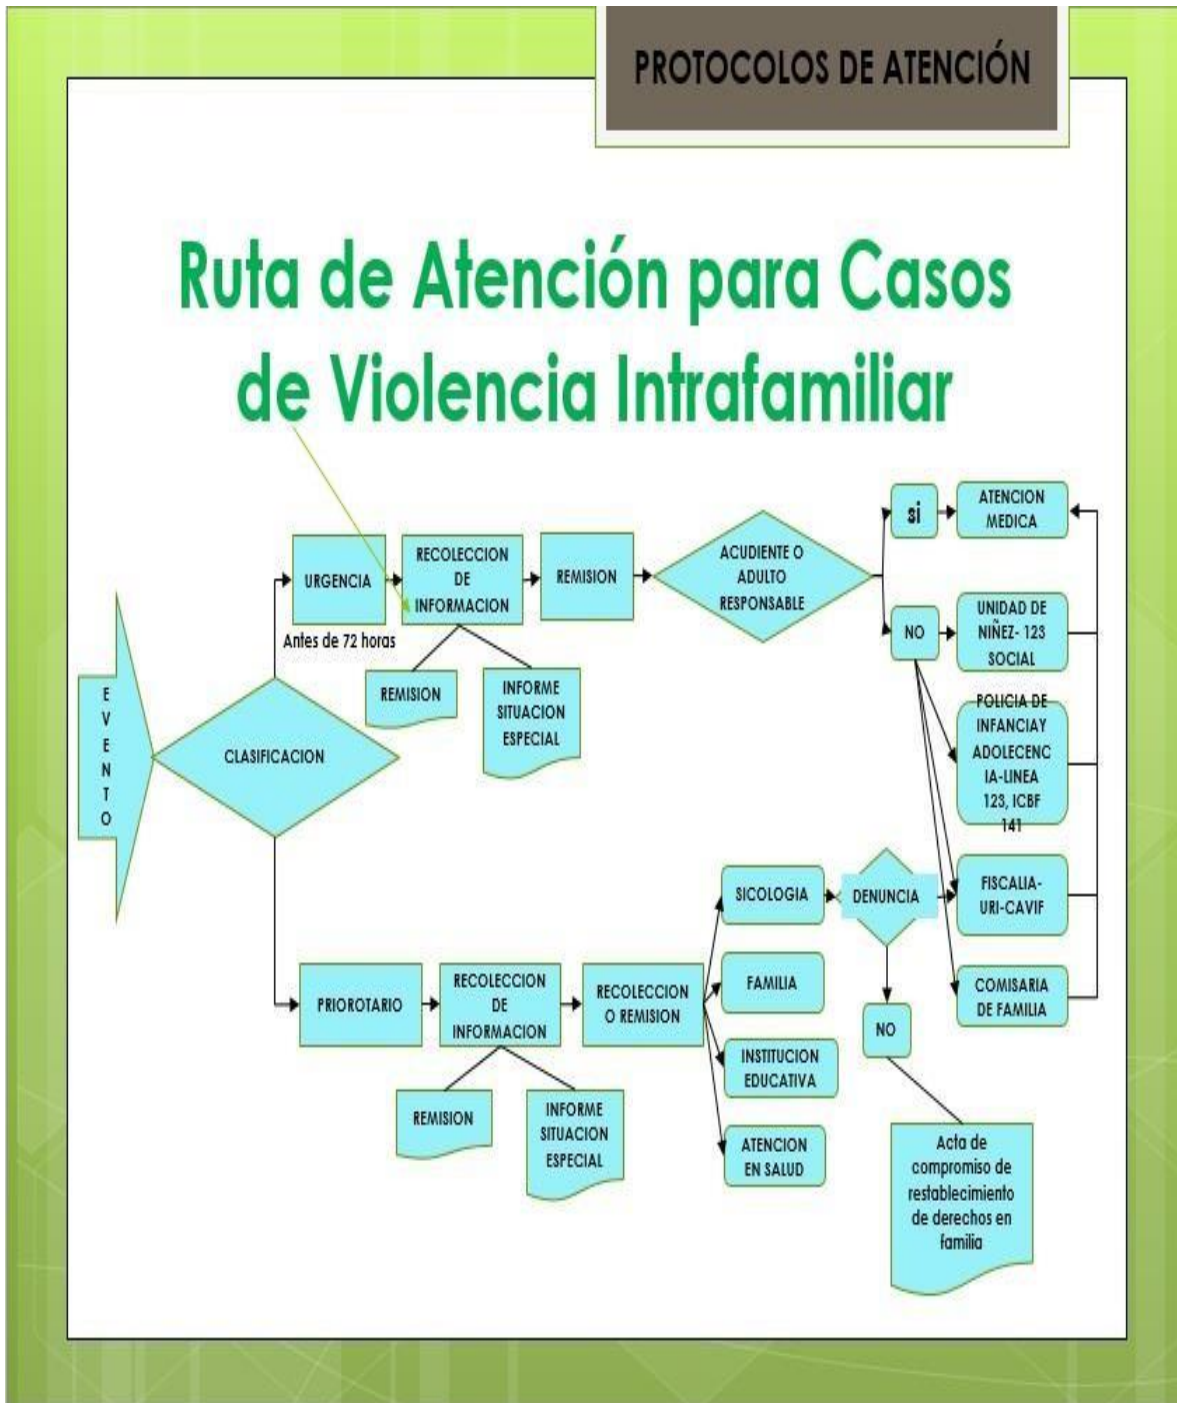 PROTOCOLOS DE ATENCIÓN
Ruta de Atención para Casos
de Violencia Intrafamiliar
EVENTO
CLASIFICACION
URGENCIA
Antes de 72 horas
RECOLECCION
DE
INFORMACION
REMISION
INFORME
SITUACION
ESPECIAL
REMISION
ACUDIENTE O
ADULTO
RESPONSABLE
si
ATENCION
MEDICA
NO
UNIDAD DE
NIÑEZ- 123
SOCIAL
POLICIA DE
INFANCIAY
ADOLECENC
IA-LINEA
123, ICBF
141
FISCALIA-
URI-CAVIF
COMISARIA
DE FAMILIA
PRIOROTARIO
RECOLECCION
DE
INFORMACION
REMISION
INFORME
SITUACION
ESPECIAL
RECOLECCION
O REMISION
SICOLOGIA
FAMILIA
INSTITUCION
EDUCATIVA
ATENCION
EN SALUD
DENUNCIA
NO
Acta de
compromiso de
restablecimiento
de derechos en
familia